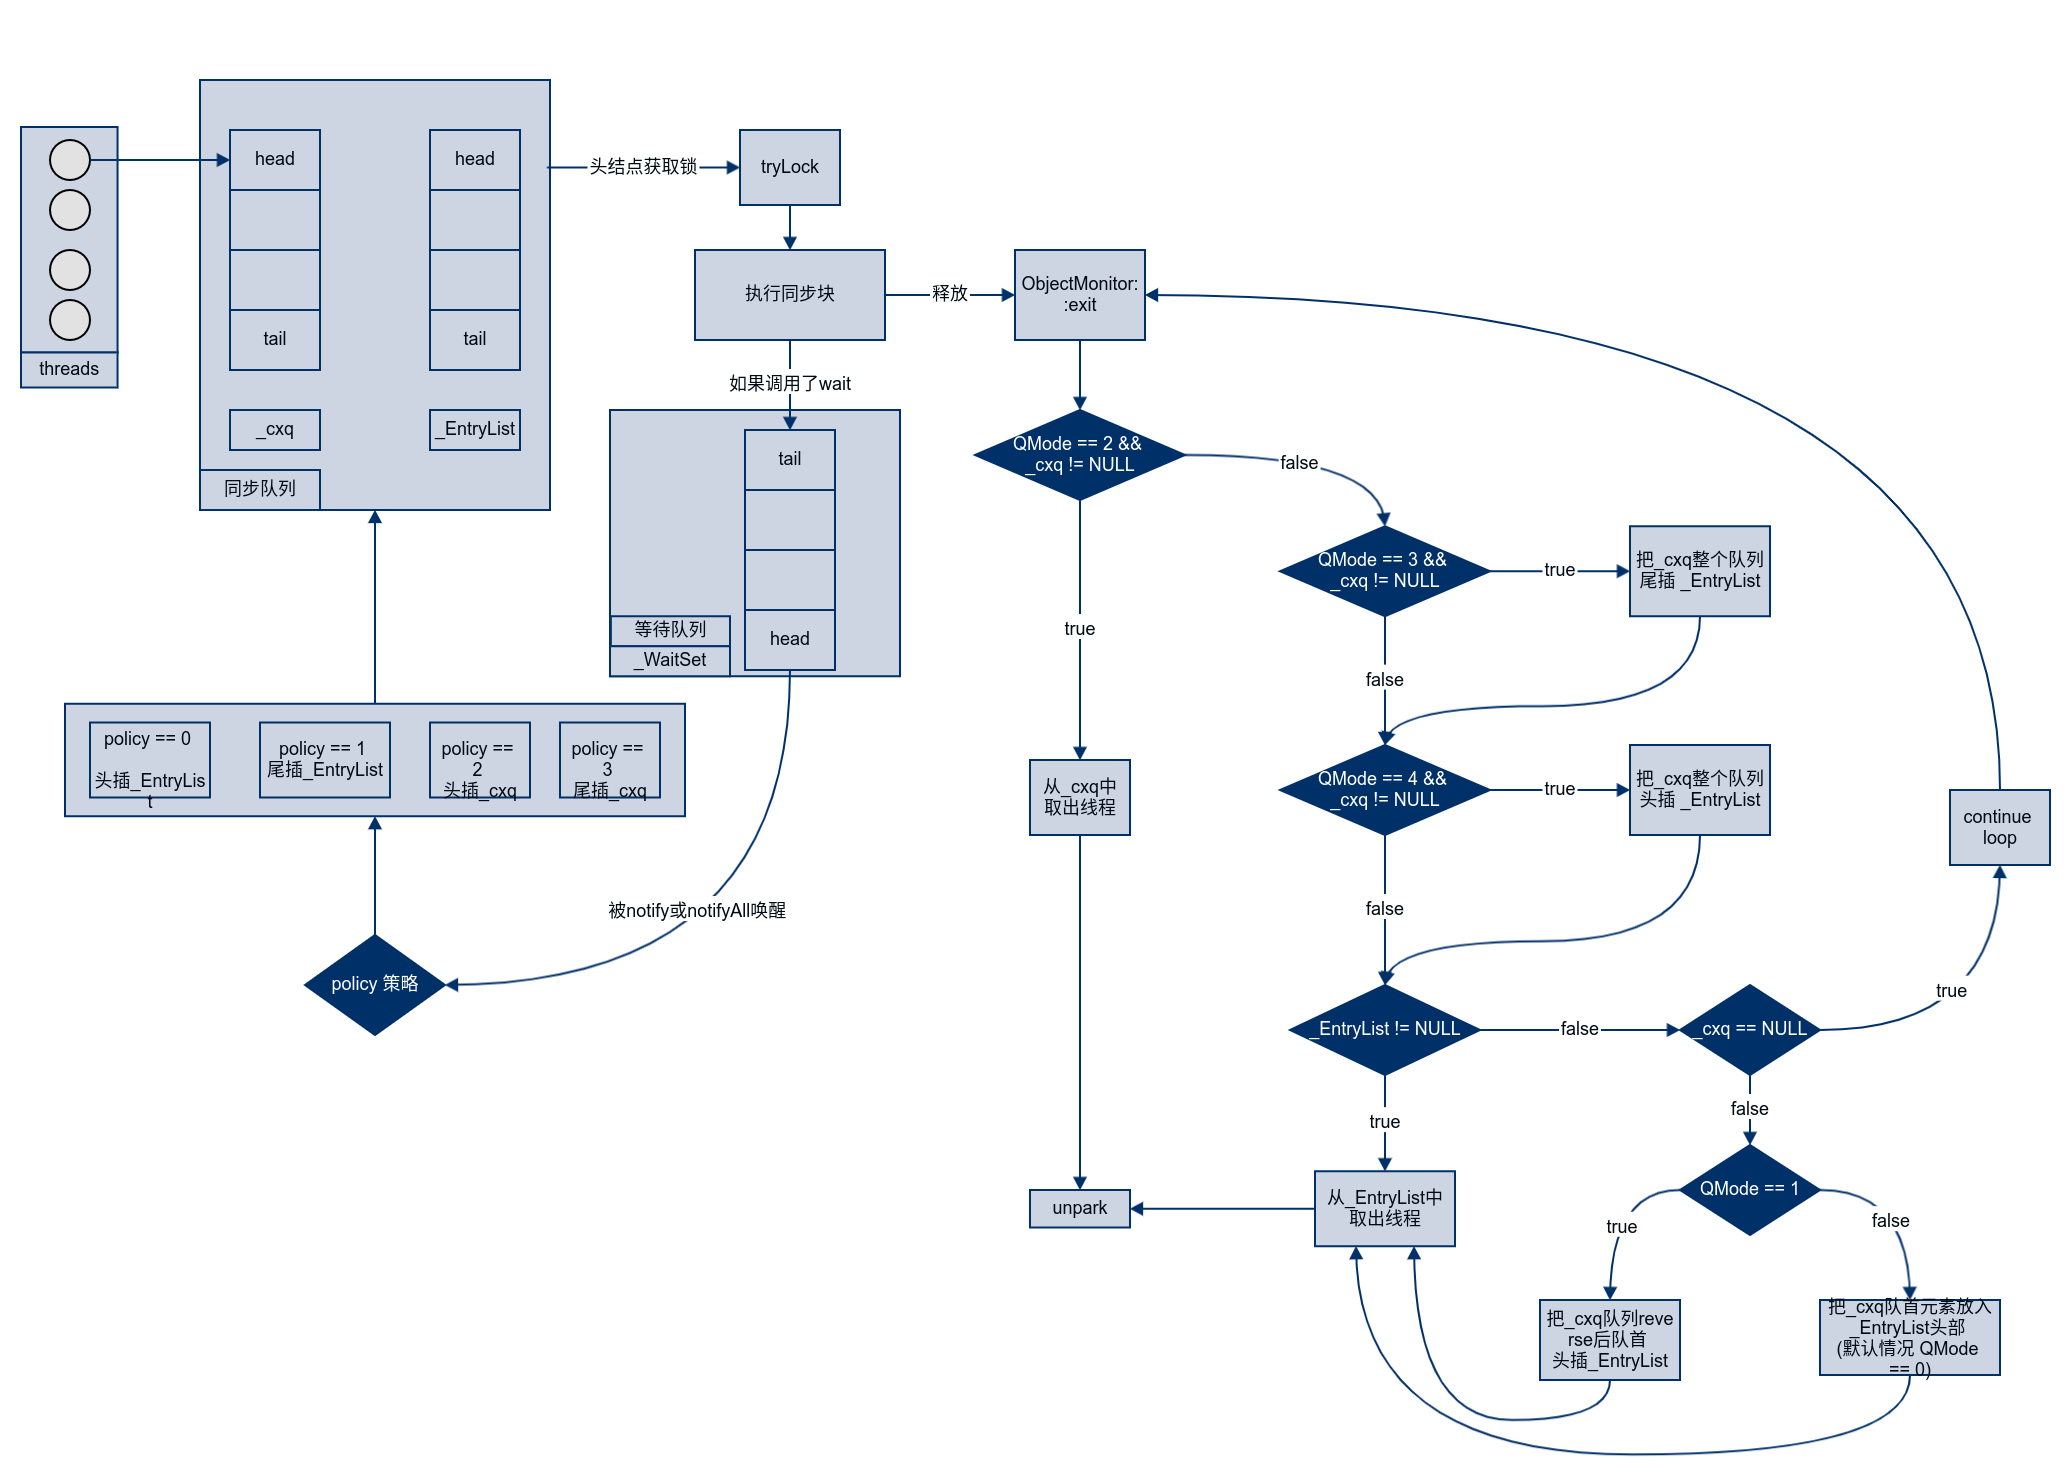 threads
head
tail
_cxq
head
tail
_EntryList
同步队列
头结点获取锁
tryLock
执行同步块
释放
ObjectMonitor:
:exit
如果调用了wait
tail
head
等待队列
_WaitSet
policy == 0
头插_EntryLis
t
policy == 1
尾插_EntryList
policy ==
2
头插_cxq
policy ==
3
尾插_cxq
被notify或notifyAll唤醒
policy 策略
QMode == 2 &&
_cxq != NULL
false
true
从_cxq中
取出线程
unpark
QMode == 3 &&
_cxq != NULL
true
把_cxq整个队列
尾插 _EntryList
false
QMode == 4 &&
_cxq != NULL
true
把_cxq整个队列
头插 _EntryList
false
_EntryList != NULL
false
_cxq == NULL
true
continue
loop
true
从_EntryList中
取出线程
false
QMode == 1
true
false
把_cxq队列reve
rse后队首
头插_EntryList
把_cxq队首元素放入
_EntryList头部
(默认情况 QMode
== 0)